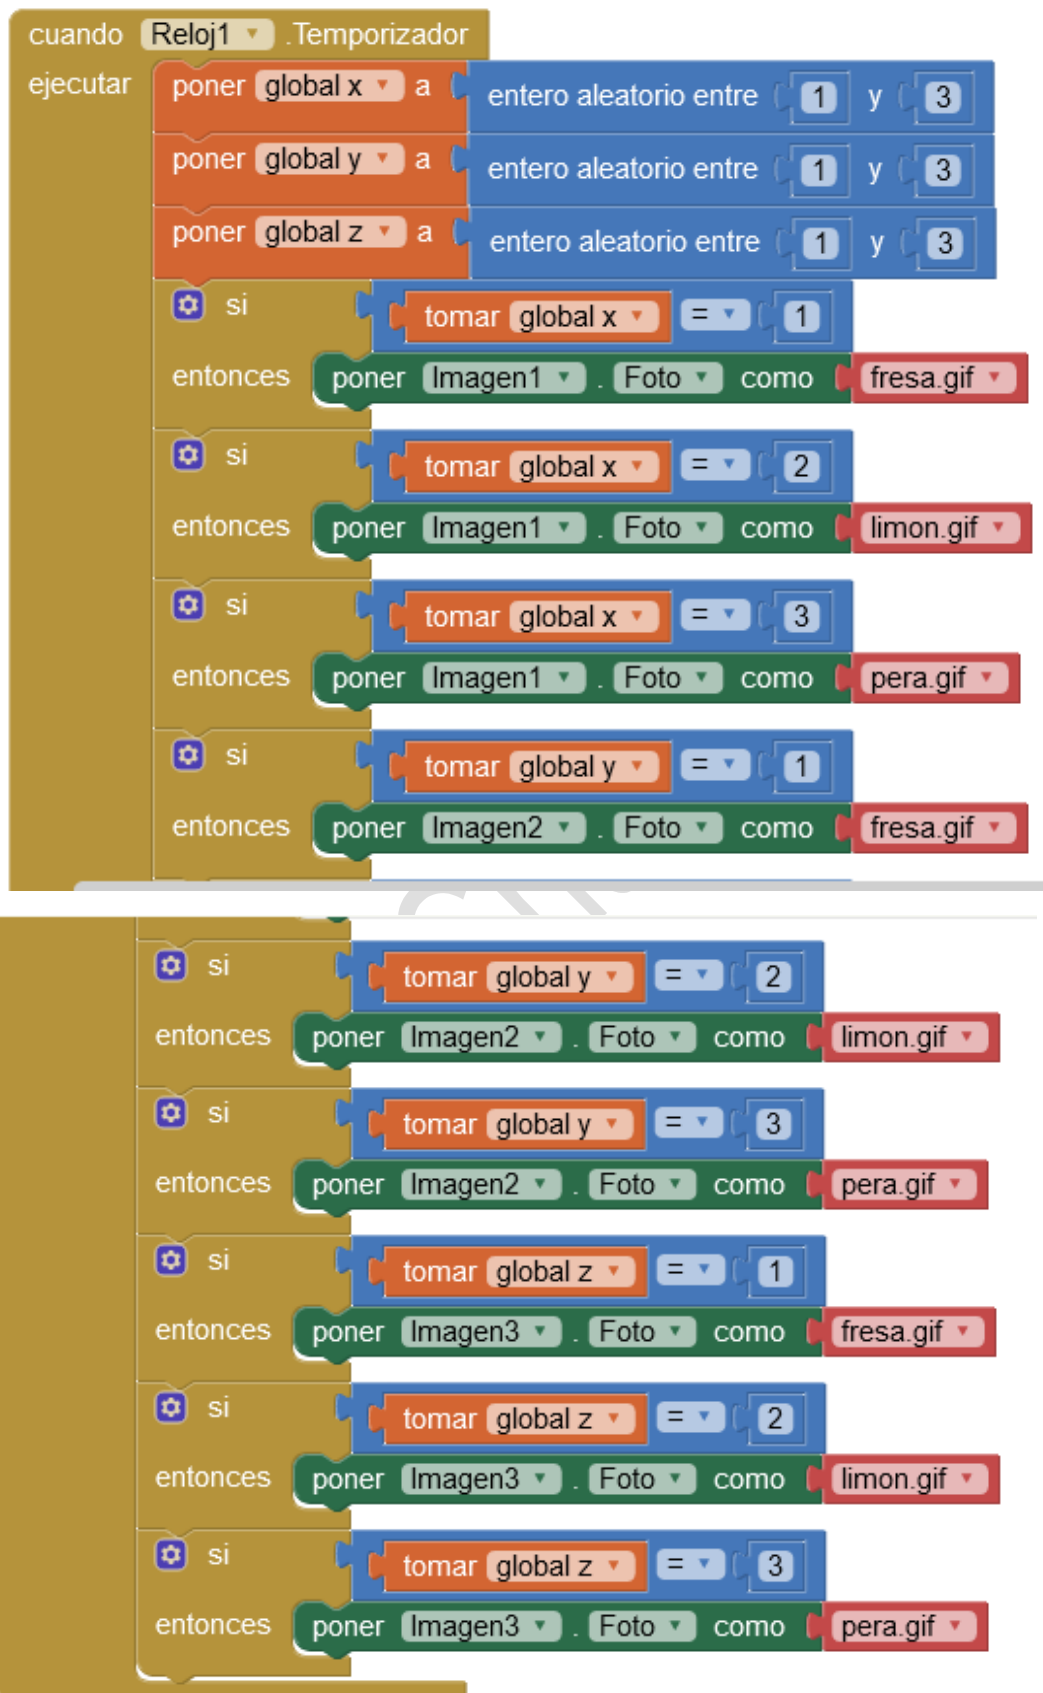 cuando Reloj1 .Temporizador
ejecutar poner global x a entero aleatorio entre 1 y 3
poner global y a entero aleatorio entre 1 y 3
poner global z a entero aleatorio entre 1 y 3
si tomar global x = 1
entonces poner Imagen1 . Foto como fresa.gif
si tomar global x = 2
entonces poner Imagen1 . Foto como limon.gif
si tomar global x = 3
entonces poner Imagen1 . Foto como pera.gif
si tomar global y = 1
entonces poner Imagen2 . Foto como fresa.gif
si tomar global y = 2
entonces poner Imagen2 . Foto como limon.gif
si tomar global y = 3
entonces poner Imagen2 . Foto como pera.gif
si tomar global z = 1
entonces poner Imagen3 . Foto como fresa.gif
si tomar global z = 2
entonces poner Imagen3 . Foto como limon.gif
si tomar global z = 3
entonces poner Imagen3 . Foto como pera.gif